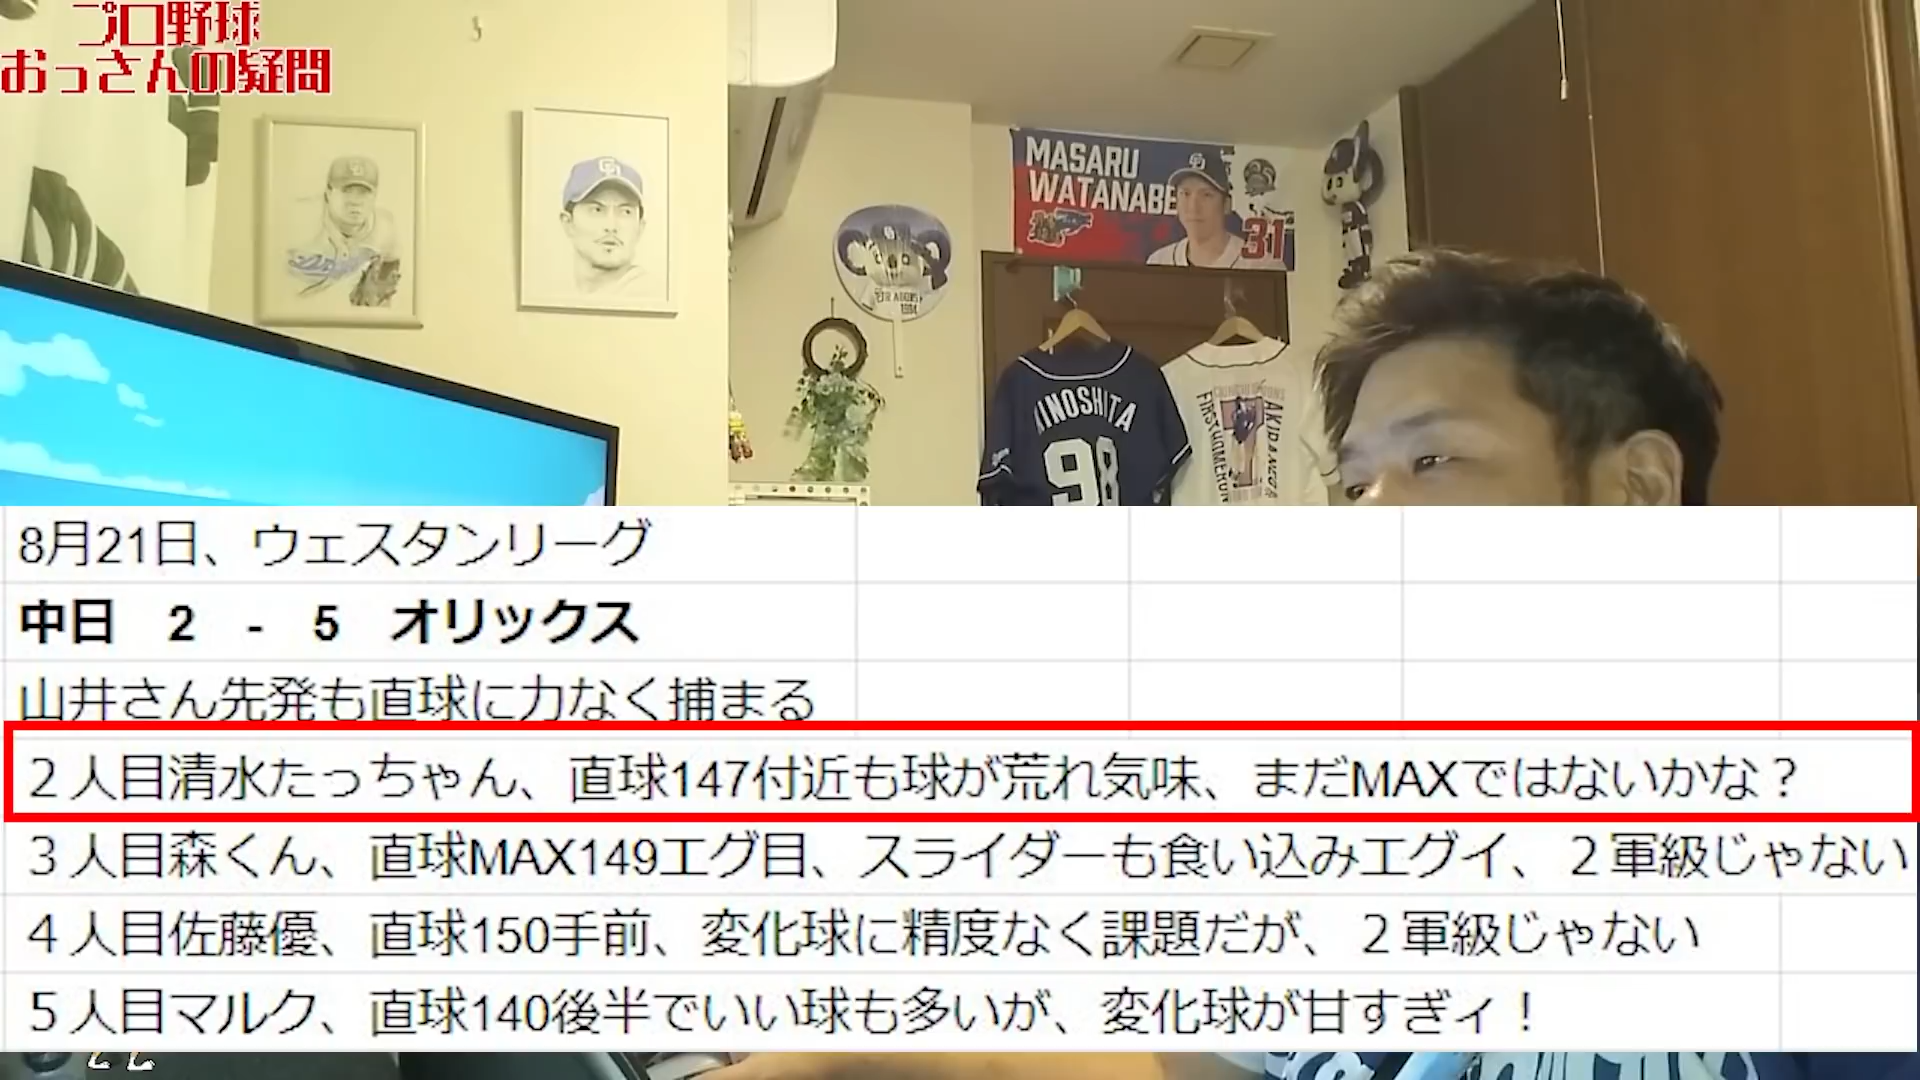 プロ野球
おっさんの疑問
MASARU
WATANABE
31
DRAGONS
1994
KINOSHITA
98
AKIBANGA
8月21日、ウェスタンリーグ
中日 2 - 5 オリックス
山井さん先発も直球に力なく捕まる
２人目清水たっちゃん、直球147付近も球が荒れ気味、まだMAXではないかな？
３人目森くん、直球MAX149エグ目、スライダーも食い込みエグイ、２軍級じゃない
４人目佐藤優、直球150手前、変化球に精度なく課題だが、２軍級じゃない
５人目マルク、直球140後半でいい球も多いが、変化球が甘すぎィ！